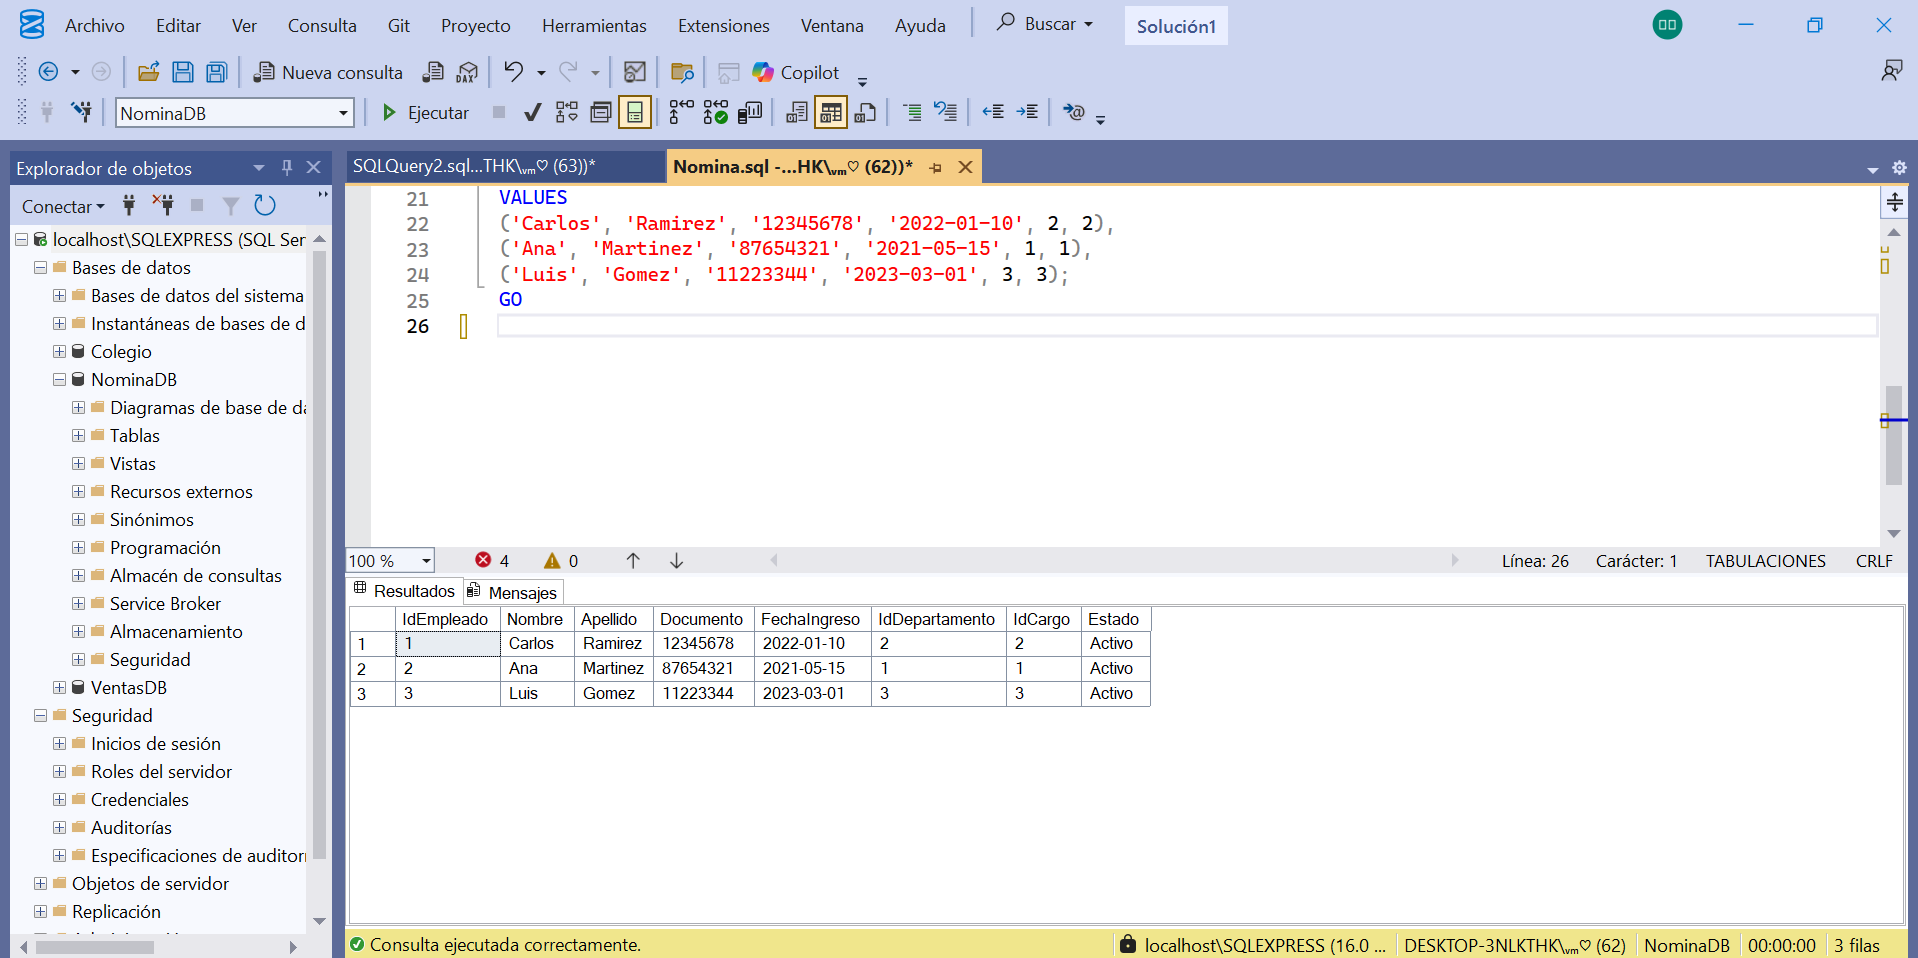 Archivo Editar Ver Consulta Git Proyecto Herramientas Extensiones Ventana Ayuda Buscar Solución1
Nueva consulta DAX Copilot
NominaDB Ejecutar
Explorador de objetos
Conectar
localhost\SQLEXPRESS (SQL Ser
Bases de datos
Bases de datos del sistema
Instantáneas de bases de d
Colegio
NominaDB
Diagramas de base de da
Tablas
Vistas
Recursos externos
Sinónimos
Programación
Almacén de consultas
Service Broker
Almacenamiento
Seguridad
VentasDB
Seguridad
Inicios de sesión
Roles del servidor
Credenciales
Auditorías
Especificaciones de auditor
Objetos de servidor
Replicación
SQLQuery2.sql...THK\ᵥₘ♡ (63))* Nomina.sql -...HK\ᵥₘ♡ (62))*
21 VALUES
22 ('Carlos', 'Ramirez', '12345678', '2022-01-10', 2, 2),
23 ('Ana', 'Martinez', '87654321', '2021-05-15', 1, 1),
24 ('Luis', 'Gomez', '11223344', '2023-03-01', 3, 3);
25 GO
26
100 % 4 0 Línea: 26 Carácter: 1 TABULACIONES CRLF
Resultados Mensajes
IdEmpleado Nombre Apellido Documento FechaIngreso IdDepartamento IdCargo Estado
1 1 Carlos Ramirez 12345678 2022-01-10 2 2 Activo
2 2 Ana Martinez 87654321 2021-05-15 1 1 Activo
3 3 Luis Gomez 11223344 2023-03-01 3 3 Activo
Consulta ejecutada correctamente. localhost\SQLEXPRESS (16.0 ... DESKTOP-3NLKTHK\ᵥₘ♡ (62) NominaDB 00:00:00 3 filas